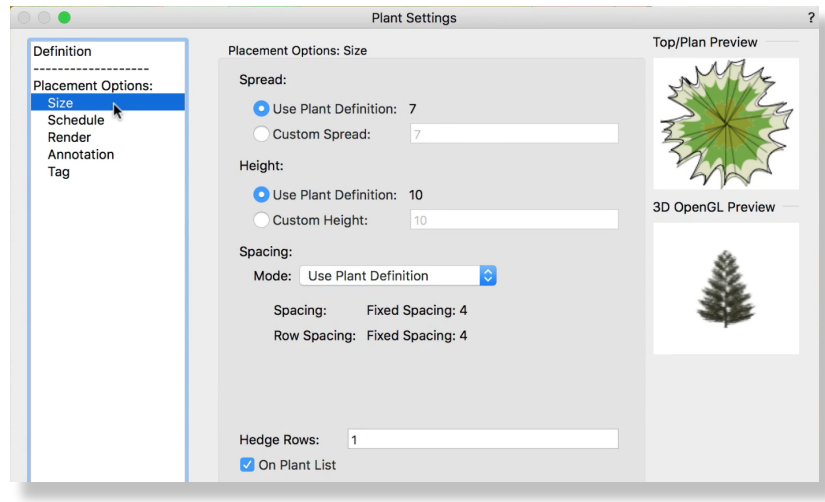 Plant Settings
?
Definition
-------------------
Placement Options:
Size
Schedule
Render
Annotation
Tag
Placement Options: Size
Spread:
Use Plant Definition: 7
Custom Spread: 7
Height:
Use Plant Definition: 10
Custom Height: 10
Spacing:
Mode: Use Plant Definition
Spacing: Fixed Spacing: 4
Row Spacing: Fixed Spacing: 4
Hedge Rows: 1
On Plant List
Top/Plan Preview
3D OpenGL Preview